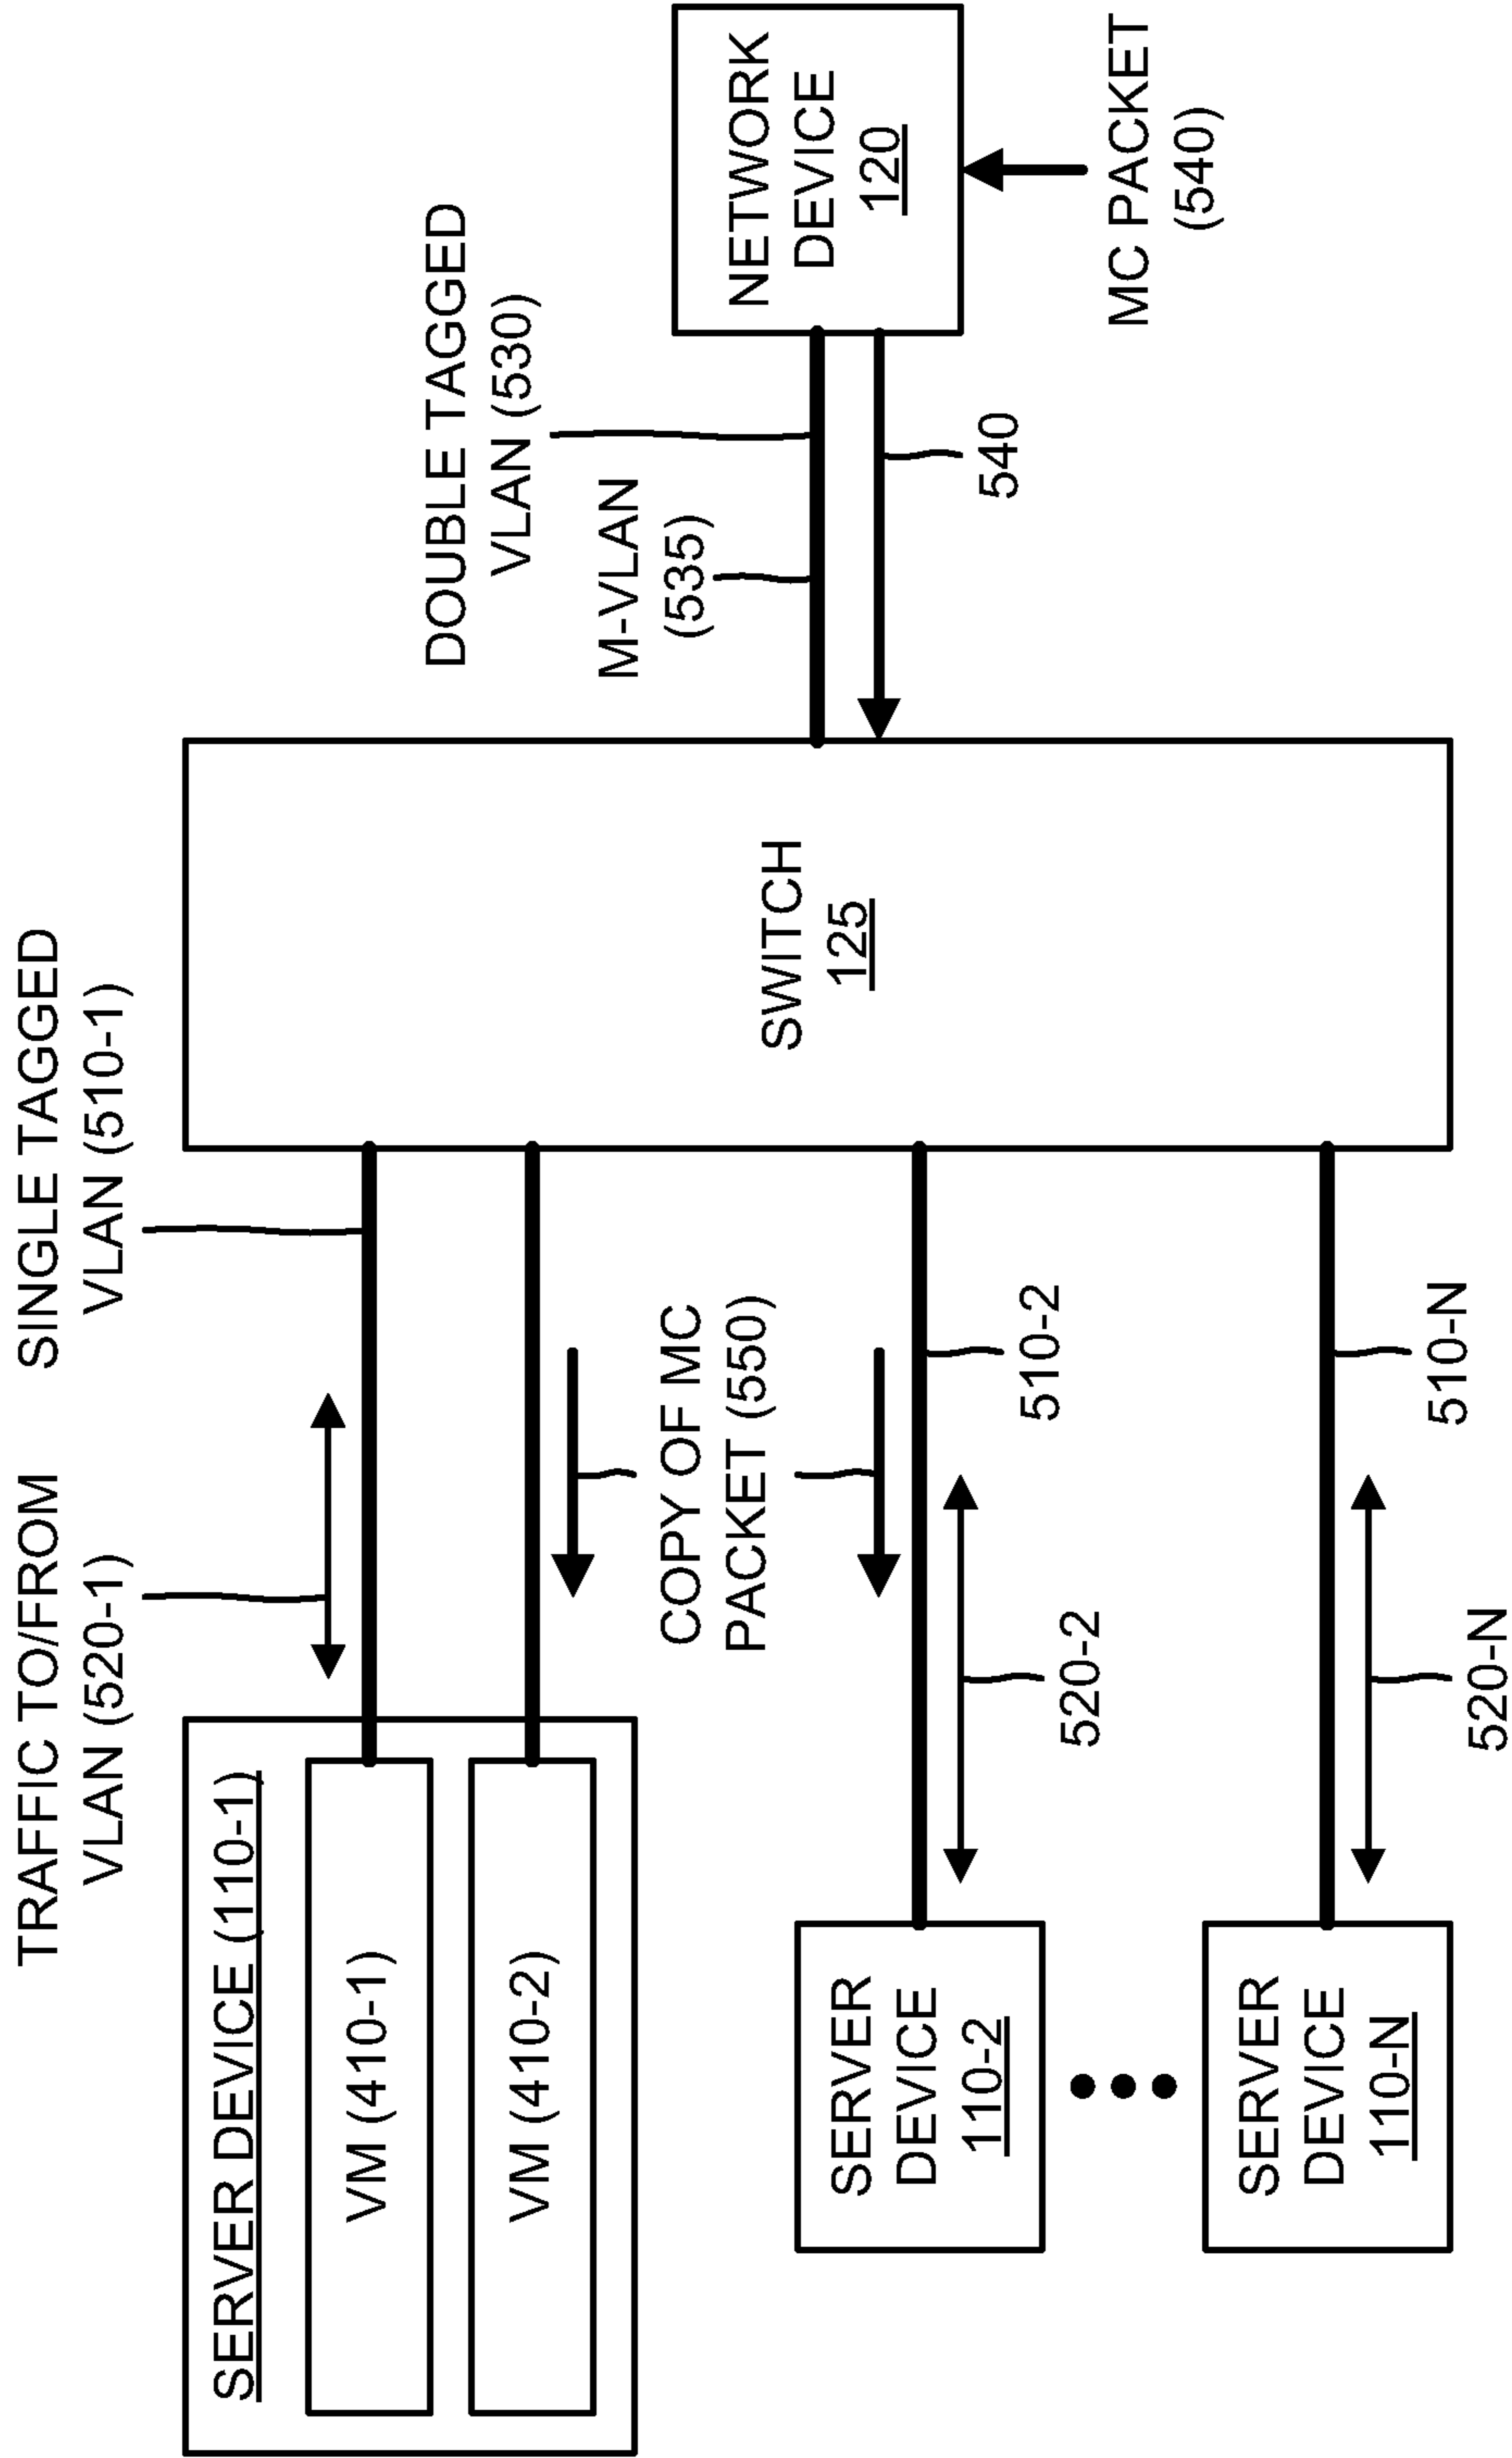 TRAFFIC TO/FROM
VLAN (520-1)
SINGLE TAGGED
VLAN (510-1)
DOUBLE TAGGED
VLAN (530)
M-VLAN
(535)
SERVER DEVICE (110-1)
VM (410-1)
VM (410-2)
COPY OF MC
PACKET (550)
SWITCH
125
NETWORK
DEVICE
120
540
MC PACKET
(540)
SERVER
DEVICE
110-2
520-2
510-2
SERVER
DEVICE
110-N
520-N
510-N